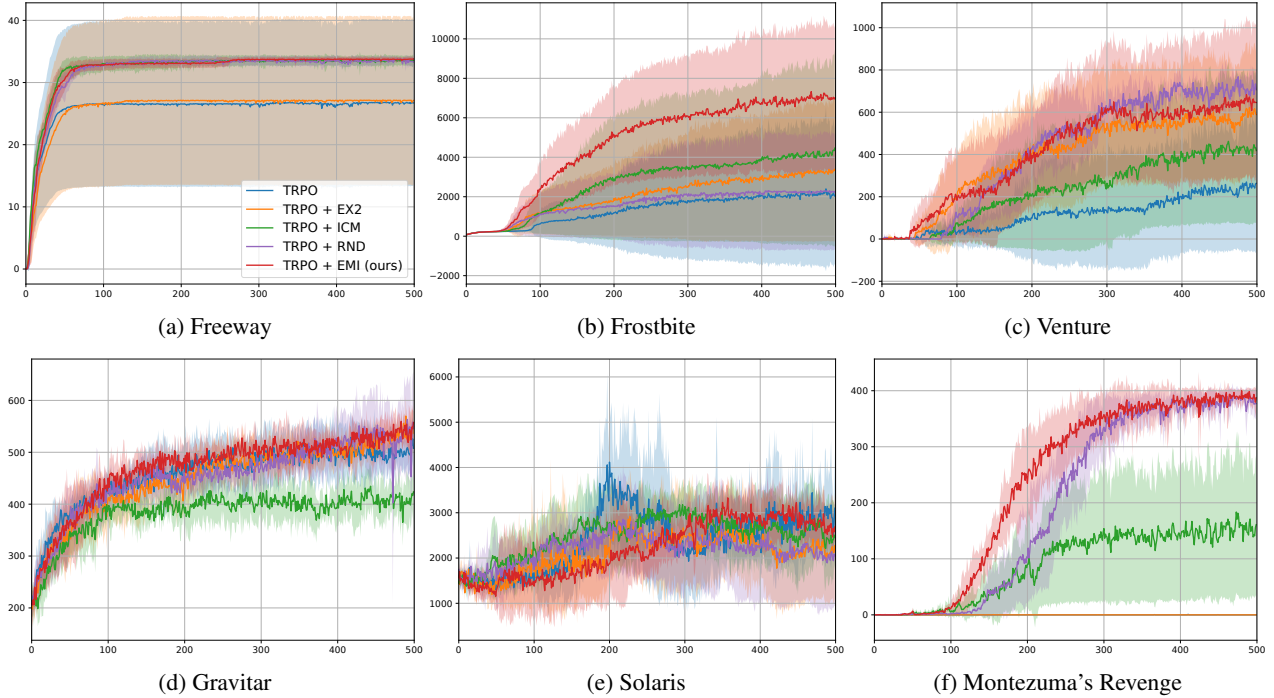 40
30
20
10
0
0 100 200 300 400 500
TRPO
TRPO + EX2
TRPO + ICM
TRPO + RND
TRPO + EMI (ours)
(a) Freeway
10000
8000
6000
4000
2000
0
−2000
0 100 200 300 400 500
(b) Frostbite
1000
800
600
400
200
0
−200
0 100 200 300 400 500
(c) Venture
600
500
400
300
200
0 100 200 300 400 500
(d) Gravitar
6000
5000
4000
3000
2000
1000
0 100 200 300 400 500
(e) Solaris
400
300
200
100
0
0 100 200 300 400 500
(f) Montezuma's Revenge